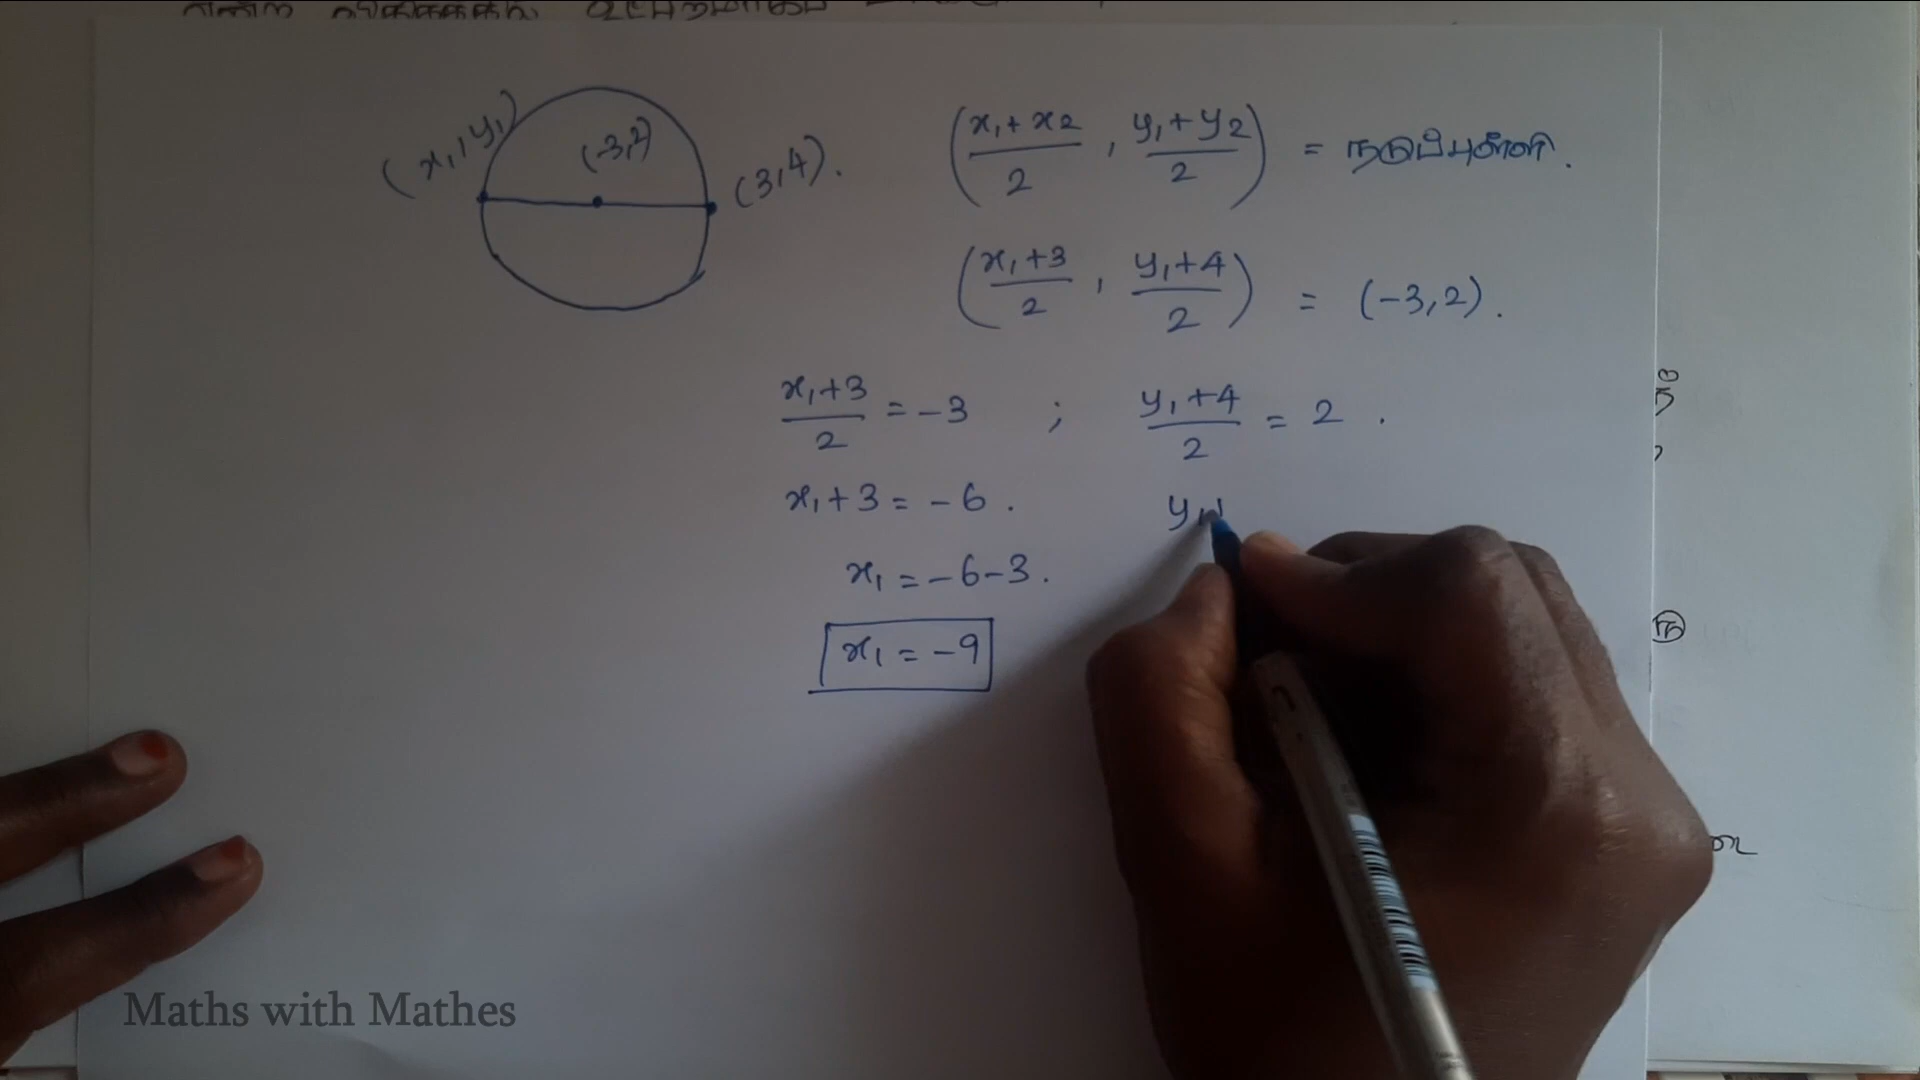 (x₁, y₁)
(-3,2)
(3,4).
((x₁ + x₂)/2 , (y₁ + y₂)/2) = நடுப்புள்ளி.
((x₁ + 3)/2 , (y₁ + 4)/2) = (-3,2).
(x₁ + 3)/2 = -3 ; (y₁ + 4)/2 = 2 .
x₁ + 3 = -6 . y₁
x₁ = -6-3.
x₁ = -9
Maths with Mathes